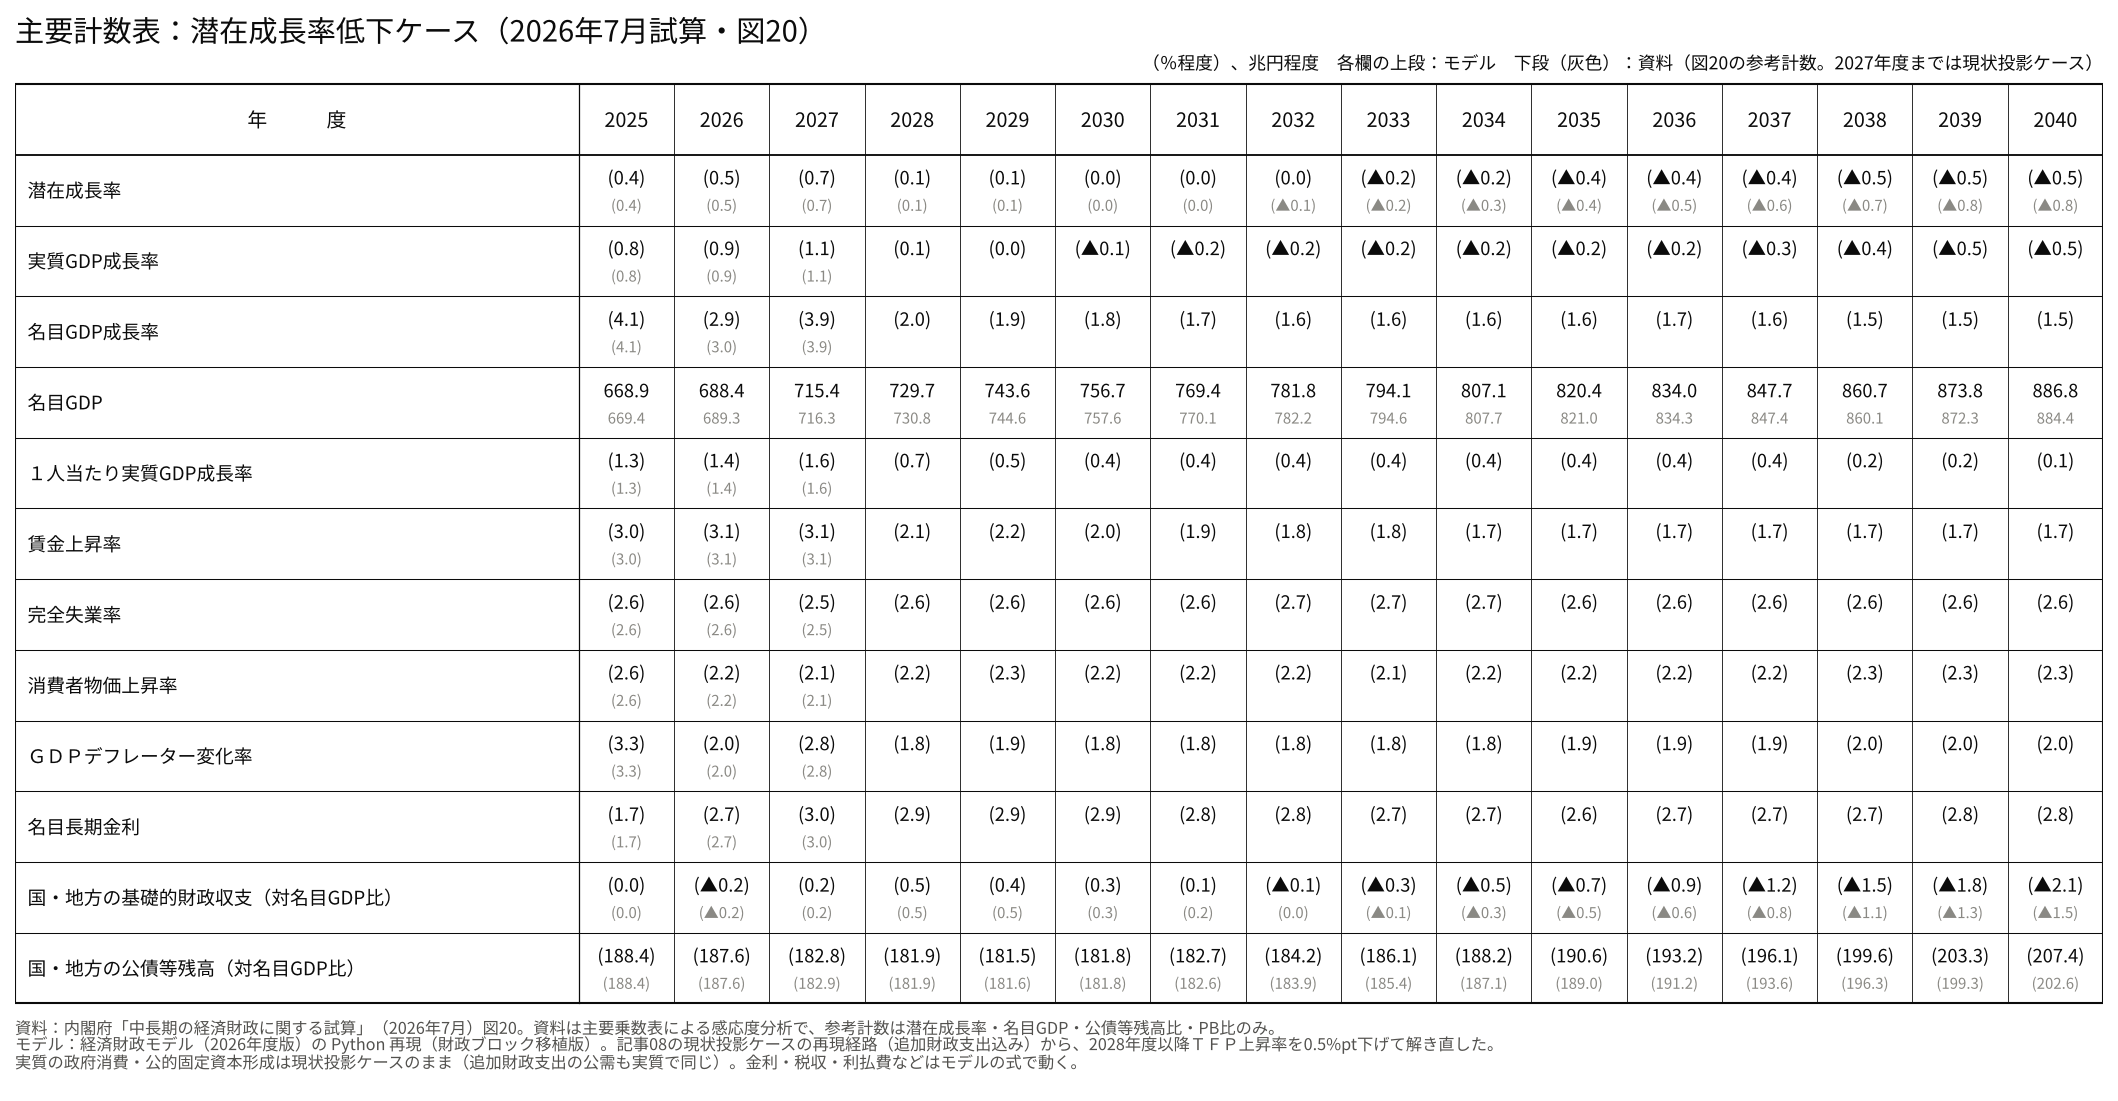 主要計数表：潜在成長率低下ケース（2026年7月試算・図20）
（%程度）、兆円程度　各欄の上段：モデル　下段（灰色）：資料（図20の参考計数。2027年度までは現状投影ケース）
年　度 2025 2026 2027 2028 2029 2030 2031 2032 2033 2034 2035 2036 2037 2038 2039 2040
潜在成長率 (0.4) (0.5) (0.7) (0.1) (0.1) (0.0) (0.0) (0.0) (▲0.2) (▲0.2) (▲0.4) (▲0.4) (▲0.4) (▲0.5) (▲0.5) (▲0.5)
(0.4) (0.5) (0.7) (0.1) (0.1) (0.0) (0.0) (▲0.1) (▲0.2) (▲0.3) (▲0.4) (▲0.5) (▲0.6) (▲0.7) (▲0.8) (▲0.8)
実質GDP成長率 (0.8) (0.9) (1.1) (0.1) (0.0) (▲0.1) (▲0.2) (▲0.2) (▲0.2) (▲0.2) (▲0.2) (▲0.2) (▲0.3) (▲0.4) (▲0.5) (▲0.5)
(0.8) (0.9) (1.1)
名目GDP成長率 (4.1) (2.9) (3.9) (2.0) (1.9) (1.8) (1.7) (1.6) (1.6) (1.6) (1.6) (1.7) (1.6) (1.5) (1.5) (1.5)
(4.1) (3.0) (3.9)
名目GDP 668.9 688.4 715.4 729.7 743.6 756.7 769.4 781.8 794.1 807.1 820.4 834.0 847.7 860.7 873.8 886.8
669.4 689.3 716.3 730.8 744.6 757.6 770.1 782.2 794.6 807.7 821.0 834.3 847.4 860.1 872.3 884.4
１人当たり実質GDP成長率 (1.3) (1.4) (1.6) (0.7) (0.5) (0.4) (0.4) (0.4) (0.4) (0.4) (0.4) (0.4) (0.4) (0.2) (0.2) (0.1)
(1.3) (1.4) (1.6)
賃金上昇率 (3.0) (3.1) (3.1) (2.1) (2.2) (2.0) (1.9) (1.8) (1.8) (1.7) (1.7) (1.7) (1.7) (1.7) (1.7) (1.7)
(3.0) (3.1) (3.1)
完全失業率 (2.6) (2.6) (2.5) (2.6) (2.6) (2.6) (2.6) (2.7) (2.7) (2.7) (2.6) (2.6) (2.6) (2.6) (2.6) (2.6)
(2.6) (2.6) (2.5)
消費者物価上昇率 (2.6) (2.2) (2.1) (2.2) (2.3) (2.2) (2.2) (2.2) (2.1) (2.2) (2.2) (2.2) (2.2) (2.3) (2.3) (2.3)
(2.6) (2.2) (2.1)
ＧＤＰデフレーター変化率 (3.3) (2.0) (2.8) (1.8) (1.9) (1.8) (1.8) (1.8) (1.8) (1.8) (1.9) (1.9) (1.9) (2.0) (2.0) (2.0)
(3.3) (2.0) (2.8)
名目長期金利 (1.7) (2.7) (3.0) (2.9) (2.9) (2.9) (2.8) (2.8) (2.7) (2.7) (2.6) (2.7) (2.7) (2.7) (2.8) (2.8)
(1.7) (2.7) (3.0)
国・地方の基礎的財政収支（対名目GDP比） (0.0) (▲0.2) (0.2) (0.5) (0.4) (0.3) (0.1) (▲0.1) (▲0.3) (▲0.5) (▲0.7) (▲0.9) (▲1.2) (▲1.5) (▲1.8) (▲2.1)
(0.0) (▲0.2) (0.2) (0.5) (0.5) (0.3) (0.2) (0.0) (▲0.1) (▲0.3) (▲0.5) (▲0.6) (▲0.8) (▲1.1) (▲1.3) (▲1.5)
国・地方の公債等残高（対名目GDP比） (188.4) (187.6) (182.8) (181.9) (181.5) (181.8) (182.7) (184.2) (186.1) (188.2) (190.6) (193.2) (196.1) (199.6) (203.3) (207.4)
(188.4) (187.6) (182.9) (181.9) (181.6) (181.8) (182.6) (183.9) (185.4) (187.1) (189.0) (191.2) (193.6) (196.3) (199.3) (202.6)
資料：内閣府「中長期の経済財政に関する試算」（2026年7月）図20。資料は主要乗数表による感応度分析で、参考計数は潜在成長率・名目GDP・公債等残高比・PB比のみ。
モデル：経済財政モデル（2026年度版）の Python 再現（財政ブロック移植版）。記事08の現状投影ケースの再現経路（追加財政支出込み）から、2028年度以降ＴＦＰ上昇率を0.5%pt下げて解き直した。
実質の政府消費・公的固定資本形成は現状投影ケースのまま（追加財政支出の公需も実質で同じ）。金利・税収・利払費などはモデルの式で動く。